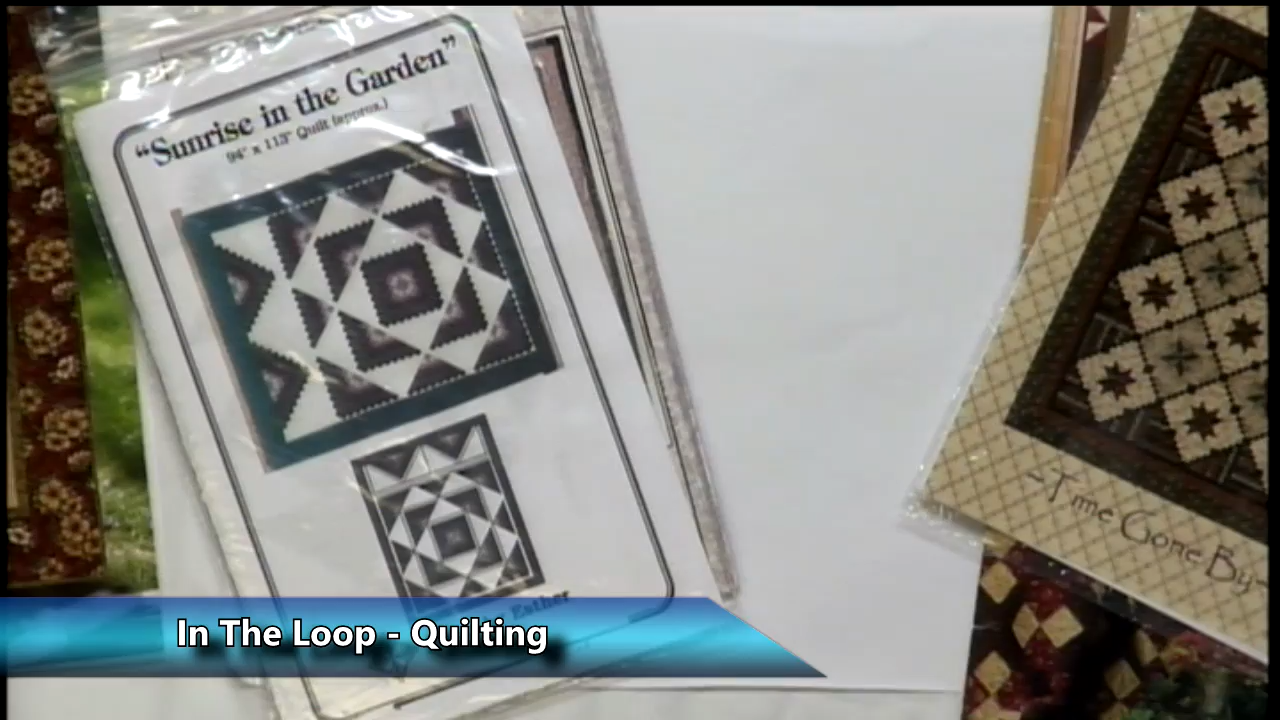 “Sunrise in the Garden”
94" x 113" Quilt (approx.)
Esther
-Time Gone By-
In The Loop - Quilting